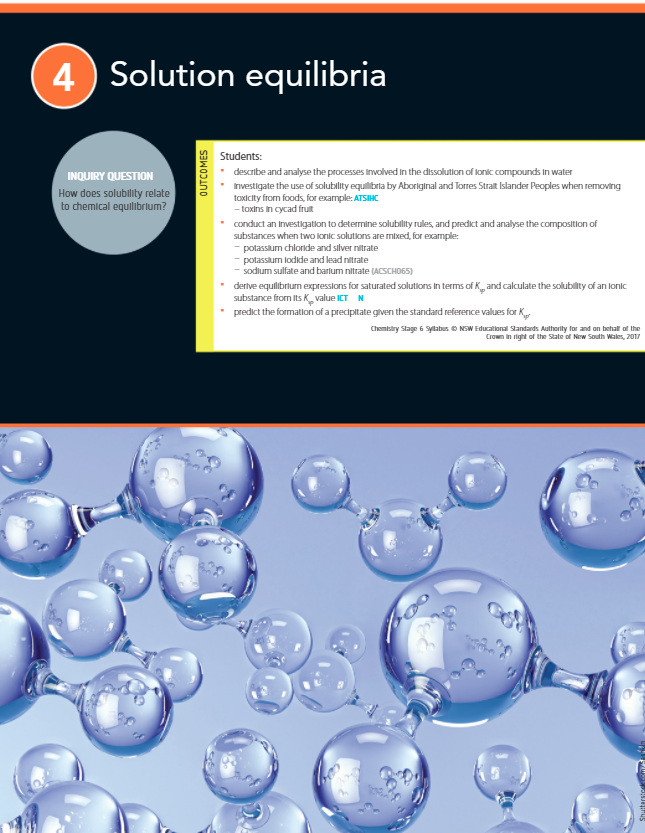 4 Solution equilibria
INQUIRY QUESTION
How does solubility relate
to chemical equilibrium?
OUTCOMES
Students:
• describe and analyse the processes involved in the dissolution of ionic compounds in water
• investigate the use of solubility equilibria by Aboriginal and Torres Strait Islander Peoples when removing
toxicity from foods, for example: ATSIHC
– toxins in cycad fruit
• conduct an investigation to determine solubility rules, and predict and analyse the composition of
substances when two ionic solutions are mixed, for example:
– potassium chloride and silver nitrate
– potassium iodide and lead nitrate
– sodium sulfate and barium nitrate (ACSCH065)
• derive equilibrium expressions for saturated solutions in terms of Ksp and calculate the solubility of an ionic
substance from its Ksp value ICT N
• predict the formation of a precipitate given the standard reference values for Ksp.
Chemistry Stage 6 Syllabus © NSW Educational Standards Authority for and on behalf of the
Crown in right of the State of New South Wales, 2017